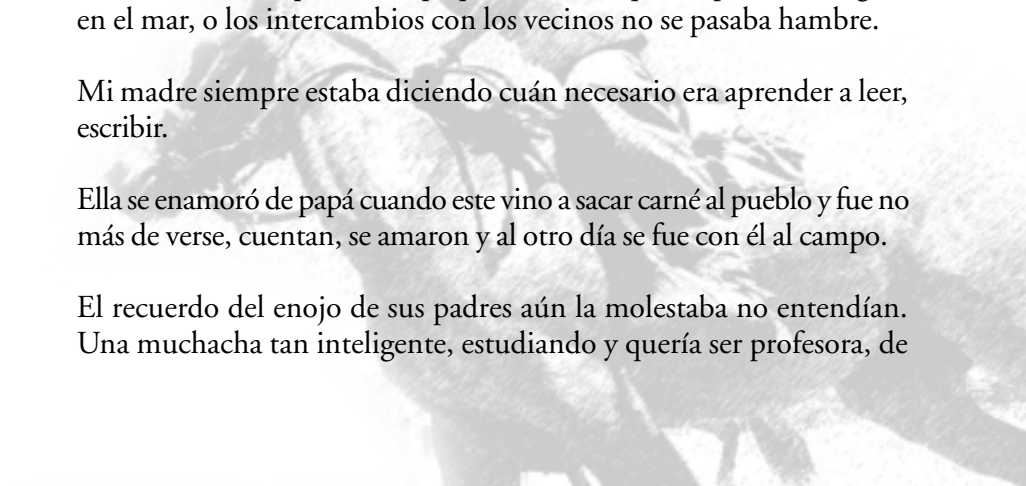 en el mar, o los intercambios con los vecinos no se pasaba hambre.
Mi madre siempre estaba diciendo cuán necesario era aprender a leer,
escribir.
Ella se enamoró de papá cuando este vino a sacar carné al pueblo y fue no
más de verse, cuentan, se amaron y al otro día se fue con él al campo.
El recuerdo del enojo de sus padres aún la molestaba no entendían.
Una muchacha tan inteligente, estudiando y quería ser profesora, de